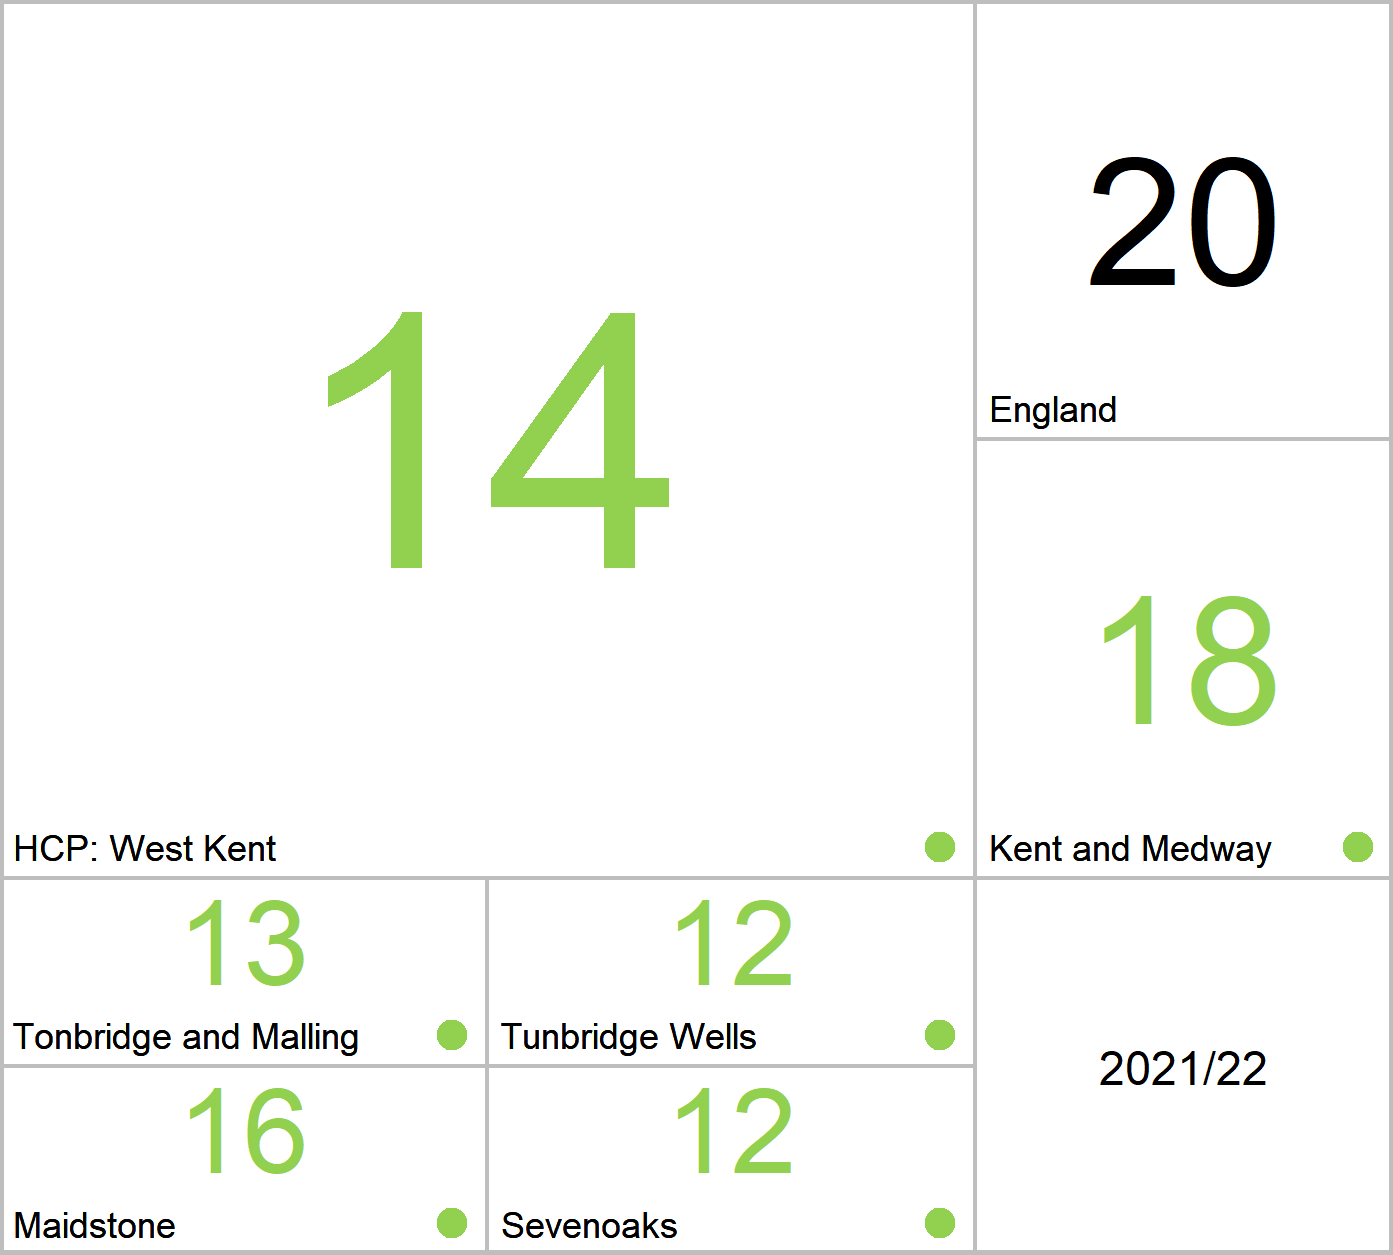 14
HCP: West Kent
20
England
18
Kent and Medway
13
Tonbridge and Malling
12
Tunbridge Wells
16
Maidstone
12
Sevenoaks
2021/22